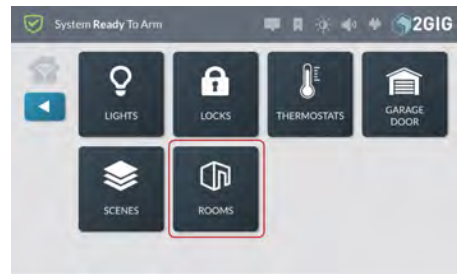 System Ready To Arm
2GIG
LIGHTS
LOCKS
THERMOSTATS
GARAGE
DOOR
SCENES
ROOMS